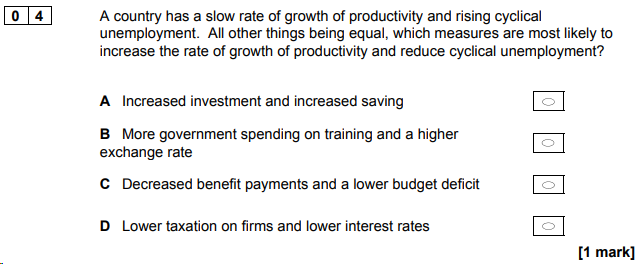 0 4 A country has a slow rate of growth of productivity and rising cyclical
unemployment. All other things being equal, which measures are most likely to
increase the rate of growth of productivity and reduce cyclical unemployment?
A Increased investment and increased saving
B More government spending on training and a higher
exchange rate
C Decreased benefit payments and a lower budget deficit
D Lower taxation on firms and lower interest rates
[1 mark]